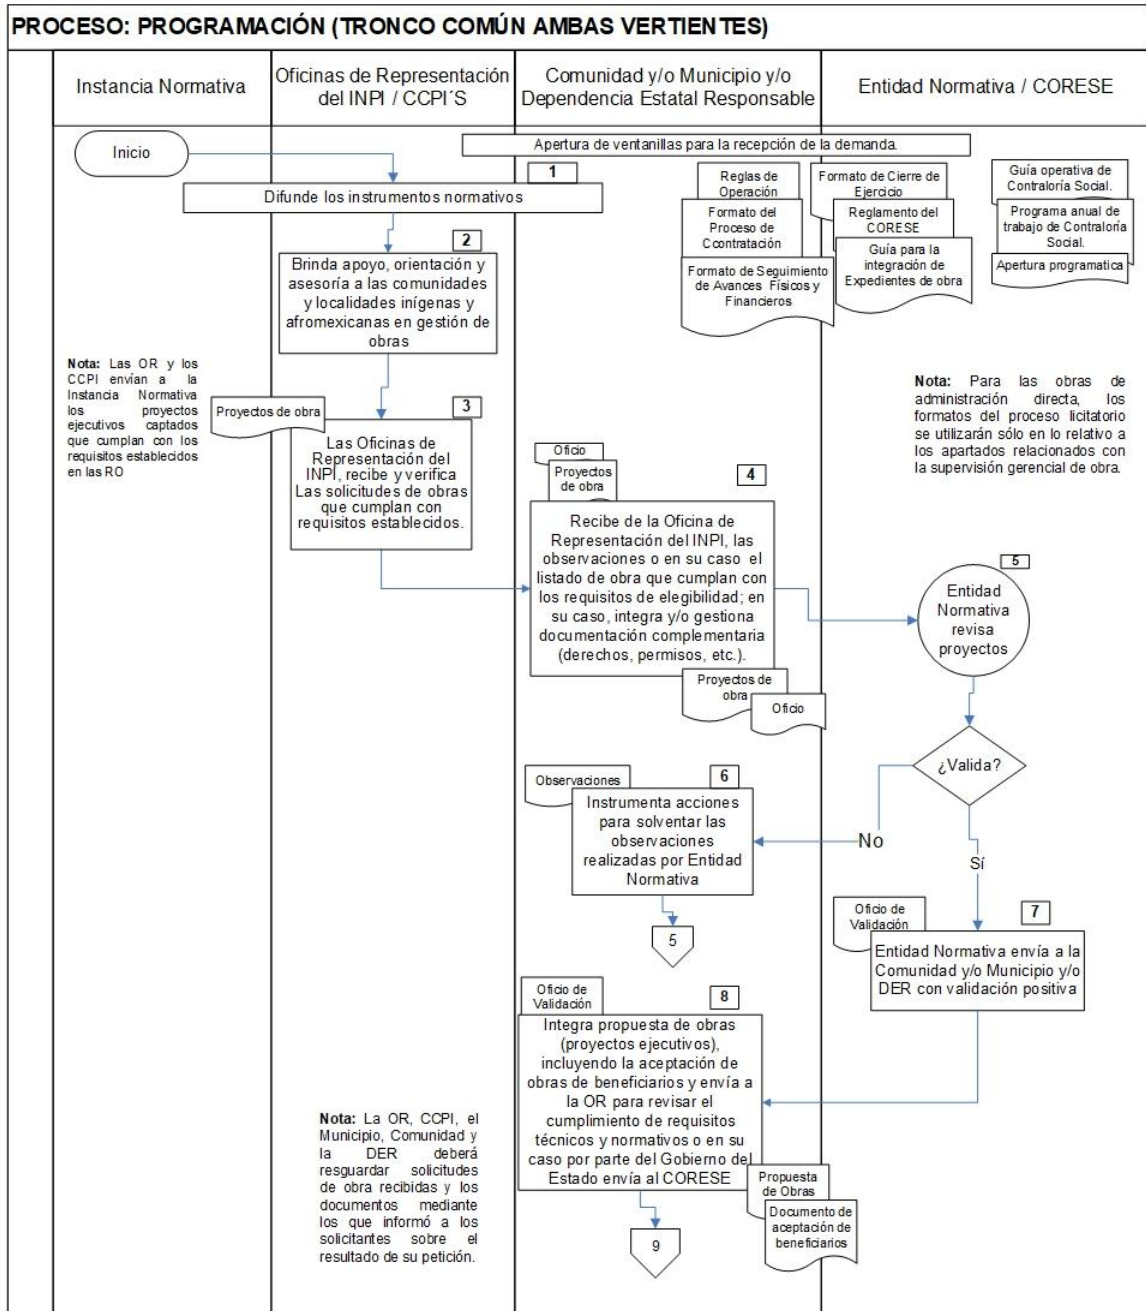 PROCESO: PROGRAMACIÓN (TRONCO COMÚN AMBAS VERTIENTES)
Instancia Normativa
Oficinas de Representación
del INPI / CCPI´S
Comunidad y/o Municipio y/o
Dependencia Estatal Responsable
Entidad Normativa / CORESE
Inicio
Apertura de ventanillas para la recepción de la demanda.
1
Difunde los instrumentos normativos
Reglas de
Operación
Formato del
Proceso de
Ccontratación
Formato de Seguimiento
de Avances Físicos y
Financieros
Formato de Cierre de
Ejercicio
Reglamento del
CORESE
Guía para la
integración de
Expedientes de obra
Guía operativa de
Contraloría Social.
Programa anual de
trabajo de Contraloría
Social.
Apertura programatica
2
Brinda apoyo, orientación y
asesoría a las comunidades
y localidades inígenas y
afromexicanas en gestión de
obras
Nota: Las OR y los
CCPI envían a la
Instancia Normativa
los proyectos
ejecutivos captados
que cumplan con los
requisitos establecidos
en las RO
Proyectos de obra
3
Las Oficinas de
Representación del
INPI, recibe y verifica
Las solicitudes de obras
que cumplan con
requisitos establecidos.
Nota: Para las obras de
administración directa, los
formatos del proceso licitatorio
se utilizarán sólo en lo relativo a
los apartados relacionados con
la supervisión gerencial de obra.
Oficio
Proyectos
de obra
4
Recibe de la Oficina de
Representación del INPI, las
observaciones o en su caso el
listado de obra que cumplan con
los requisitos de elegibilidad; en
su caso, integra y/o gestiona
documentación complementaria
(derechos, permisos, etc.).
Proyectos de
obra
Oficio
5
Entidad
Normativa
revisa
proyectos
¿Valida?
No
Sí
Observaciones
6
Instrumenta acciones
para solventar las
observaciones
realizadas por Entidad
Normativa
5
Oficio de
Validación
7
Entidad Normativa envía a la
Comunidad y/o Municipio y/o
DER con validación positiva
Oficio de
Validación
8
Integra propuesta de obras
(proyectos ejecutivos),
incluyendo la aceptación de
obras de beneficiarios y envía a
la OR para revisar el
cumplimiento de requisitos
técnicos y normativos o en su
caso por parte del Gobierno del
Estado envía al CORESE
Propuesta
de Obras
Documento de
aceptación de
beneficiarios
9
Nota: La OR, CCPI, el
Municipio, Comunidad y
la DER deberá
resguardar solicitudes
de obra recibidas y los
documentos mediante
los que informó a los
solicitantes sobre el
resultado de su petición.